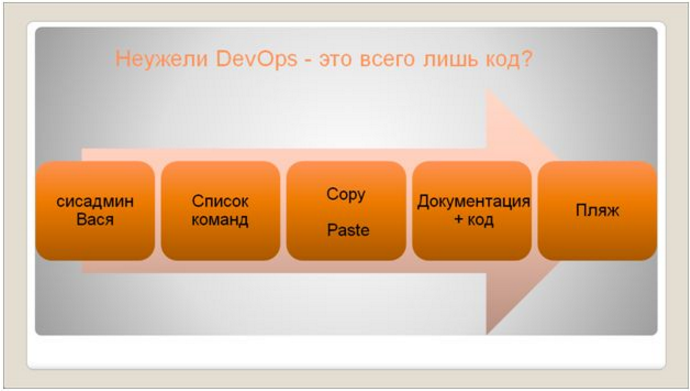 Неужели DevOps - это всего лишь код?
сисадмин
Вася
Список
команд
Copy
Paste
Документация
+ код
Пляж